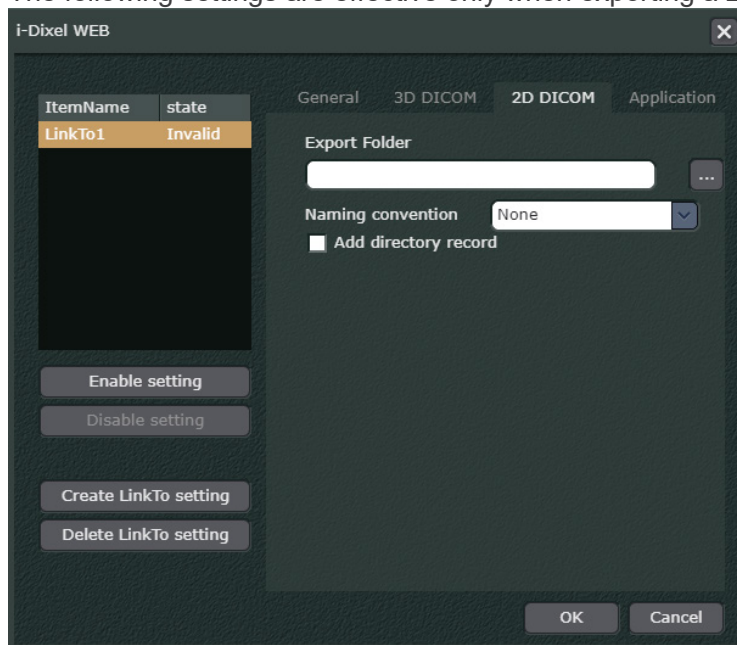 The following settings are effective only when exporting a 2
i-Dixel WEB
ItemName state
LinkTo1 Invalid
General 3D DICOM 2D DICOM Application
Export Folder
...
Naming convention None
Add directory record
Enable setting
Disable setting
Create LinkTo setting
Delete LinkTo setting
OK Cancel